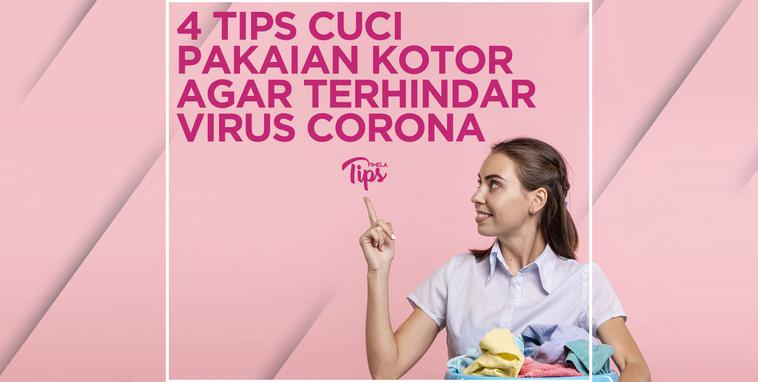 4 TIPS CUCI
PAKAIAN KOTOR
AGAR TERHINDAR
VIRUS CORONA
FIMELA
Tips